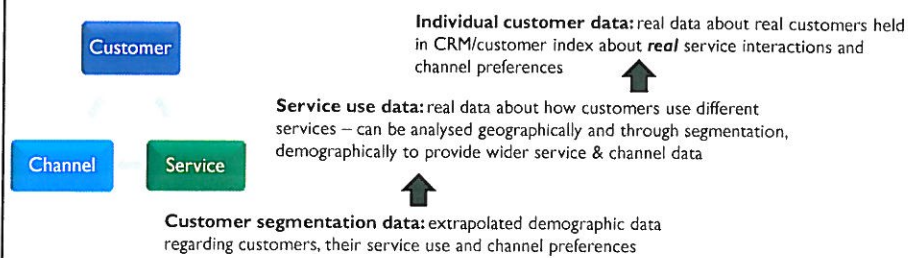 Customer
Channel
Service
Individual customer data: real data about real customers held
in CRM/customer index about real service interactions and
channel preferences
Service use data: real data about how customers use different
services – can be analysed geographically and through segmentation,
demographically to provide wider service & channel data
Customer segmentation data: extrapolated demographic data
regarding customers, their service use and channel preferences